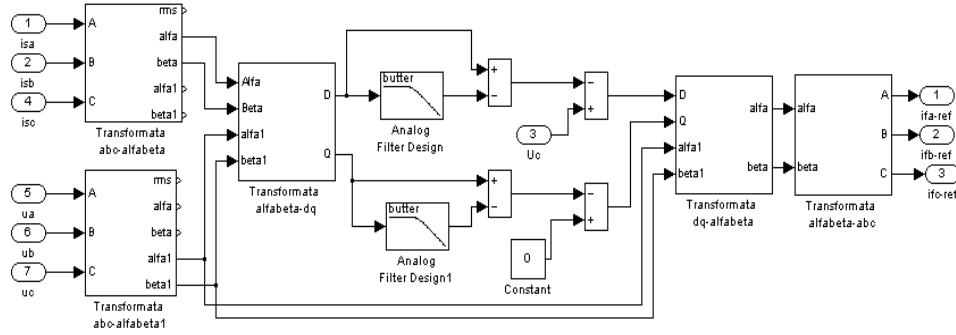 1
isa
2
isb
4
isc
A
B
C
rms
alfa
beta
alfa1
beta1
Transformata
abc-alfabeta
5
ua
6
ub
7
uc
A
B
C
rms
alfa
beta
alfa1
beta1
Transformata
abc-alfabeta1
Alfa
Beta
alfa1
beta1
D
Q
Transformata
alfabeta-dq
butter
Analog
Filter Design
butter
Analog
Filter Design1
+
−
+
−
3
Uc
−
+
−
+
0
Constant
D
Q
alfa1
beta1
alfa
beta
Transformata
dq-alfabeta
alfa
beta
A
B
C
Transformata
alfabeta-abc
1
ifa-ref
2
ifb-ref
3
ifc-ref